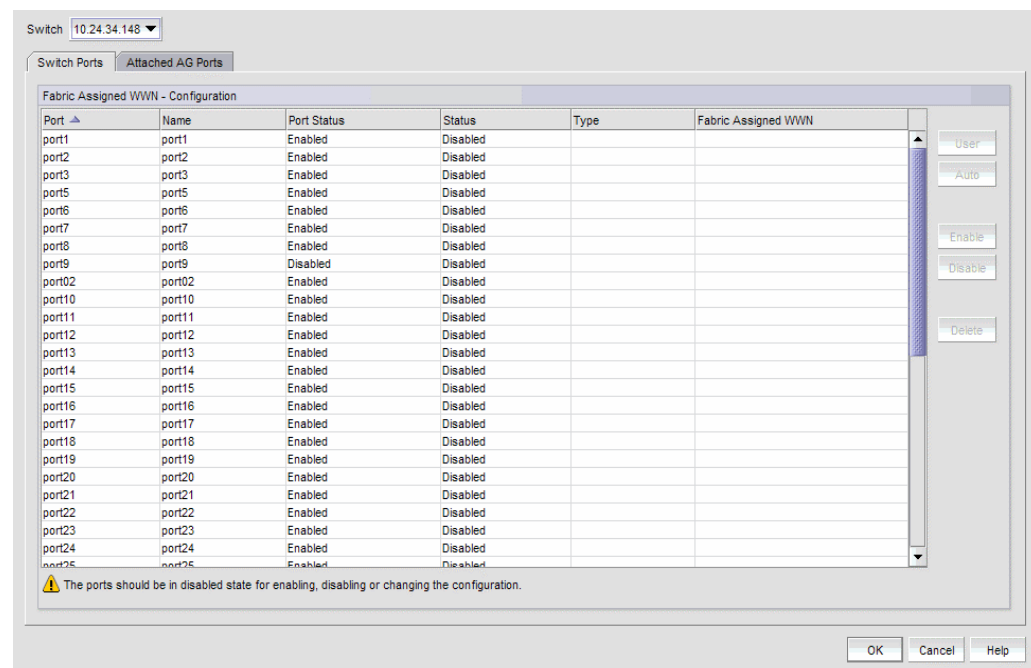 Switch 10.24.34.148
Switch Ports Attached AG Ports
Fabric Assigned WWN - Configuration
Port Name Port Status Status Type Fabric Assigned WWN
port1 port1 Enabled Disabled
port2 port2 Enabled Disabled
port3 port3 Enabled Disabled
port5 port5 Enabled Disabled
port6 port6 Enabled Disabled
port7 port7 Enabled Disabled
port8 port8 Enabled Disabled
port9 port9 Disabled Disabled
port02 port02 Enabled Disabled
port10 port10 Enabled Disabled
port11 port11 Enabled Disabled
port12 port12 Enabled Disabled
port13 port13 Enabled Disabled
port14 port14 Enabled Disabled
port15 port15 Enabled Disabled
port16 port16 Enabled Disabled
port17 port17 Enabled Disabled
port18 port18 Enabled Disabled
port19 port19 Enabled Disabled
port20 port20 Enabled Disabled
port21 port21 Enabled Disabled
port22 port22 Enabled Disabled
port23 port23 Enabled Disabled
port24 port24 Enabled Disabled
port25 port25 Enabled Disabled
User
Auto
Enable
Disable
Delete
The ports should be in disabled state for enabling, disabling or changing the configuration.
OK Cancel Help